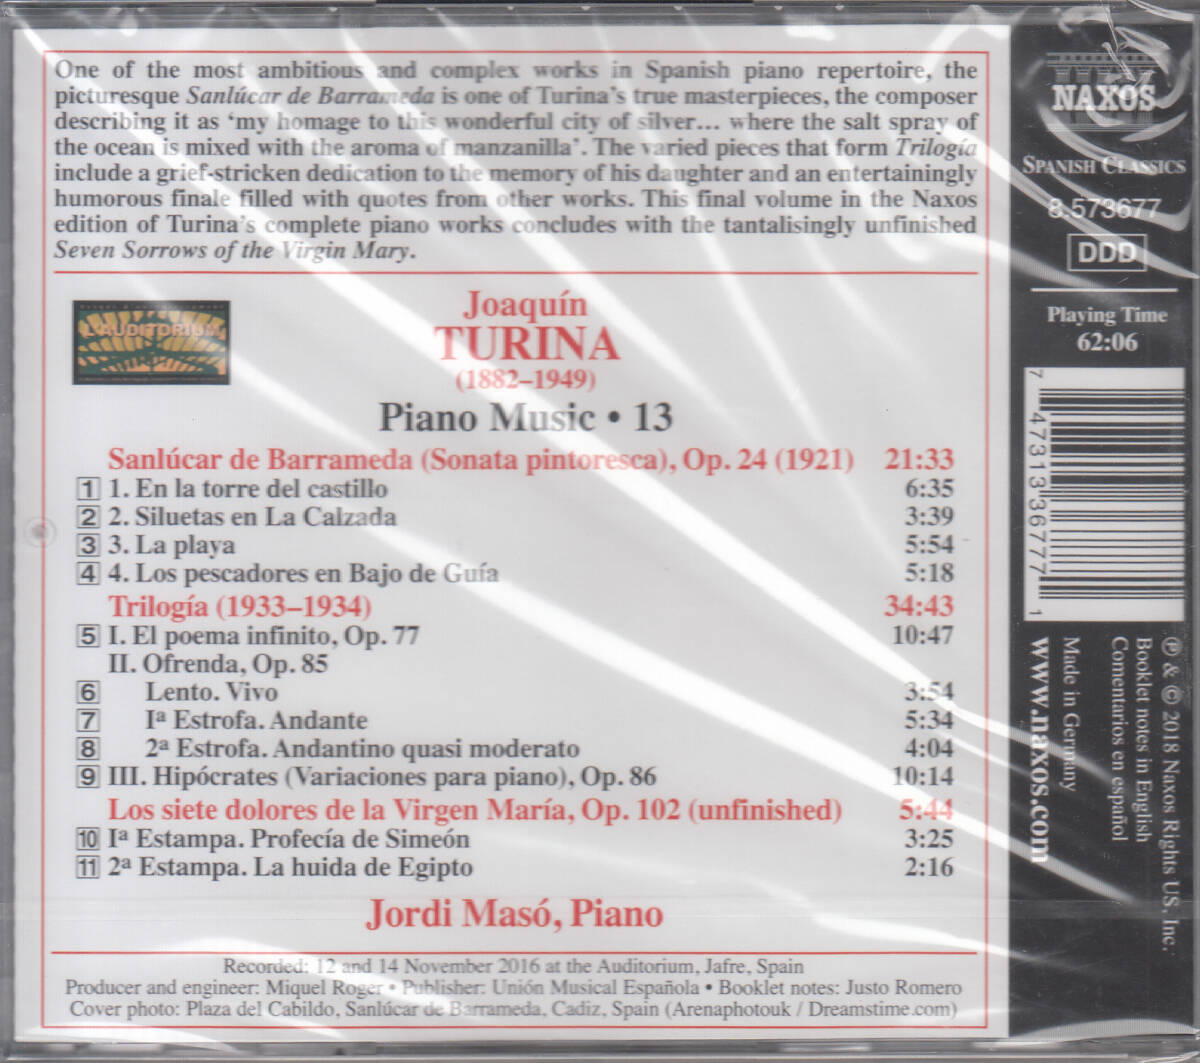 One of the most ambitious and complex works in Spanish piano repertoire, the
picturesque Sanlúcar de Barrameda is one of Turina's true masterpieces, the composer
describing it as 'my homage to this wonderful city of silver... where the salt spray of
the ocean is mixed with the aroma of manzanilla'. The varied pieces that form Trilogía
include a grief-stricken dedication to the memory of his daughter and an entertainingly
humorous finale filled with quotes from other works. This final volume in the Naxos
edition of Turina's complete piano works concludes with the tantalisingly unfinished
Seven Sorrows of the Virgin Mary.
L'AUDITORIUM
Joaquín
TURINA
(1882–1949)
Piano Music • 13
Sanlúcar de Barrameda (Sonata pintoresca), Op. 24 (1921) 21:33
1 1. En la torre del castillo 6:35
2 2. Siluetas en La Calzada 3:39
3 3. La playa 5:54
4 4. Los pescadores en Bajo de Guía 5:18
Trilogía (1933–1934) 34:43
5 I. El poema infinito, Op. 77 10:47
II. Ofrenda, Op. 85
6 Lento. Vivo 3:54
7 Iª Estrofa. Andante 5:34
8 2ª Estrofa. Andantino quasi moderato 4:04
9 III. Hipócrates (Variaciones para piano), Op. 86 10:14
Los siete dolores de la Virgen María, Op. 102 (unfinished) 5:44
10 Iª Estampa. Profecía de Simeón 3:25
11 2ª Estampa. La huida de Egipto 2:16
Jordi Masó, Piano
Recorded: 12 and 14 November 2016 at the Auditorium, Jafre, Spain
Producer and engineer: Miquel Roger • Publisher: Unión Musical Española • Booklet notes: Justo Romero
Cover photo: Plaza del Cabildo, Sanlúcar de Barrameda, Cadiz, Spain (Arenaphotouk / Dreamstime.com)
NAXOS
SPANISH CLASSICS
8.573677
DDD
Playing Time
62:06
7 47313 36777 1
℗ & © 2018 Naxos Rights US, Inc.
Booklet notes in English
Comentarios en español
Made in Germany
www.naxos.com